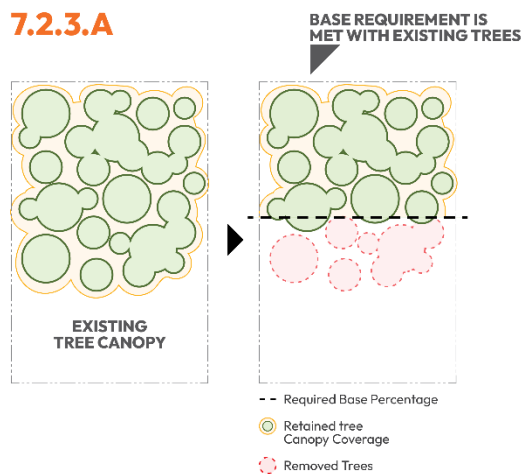 7.2.3.A
BASE REQUIREMENT IS
MET WITH EXISTING TREES
EXISTING
TREE CANOPY
Required Base Percentage
Retained tree
Canopy Coverage
Removed Trees